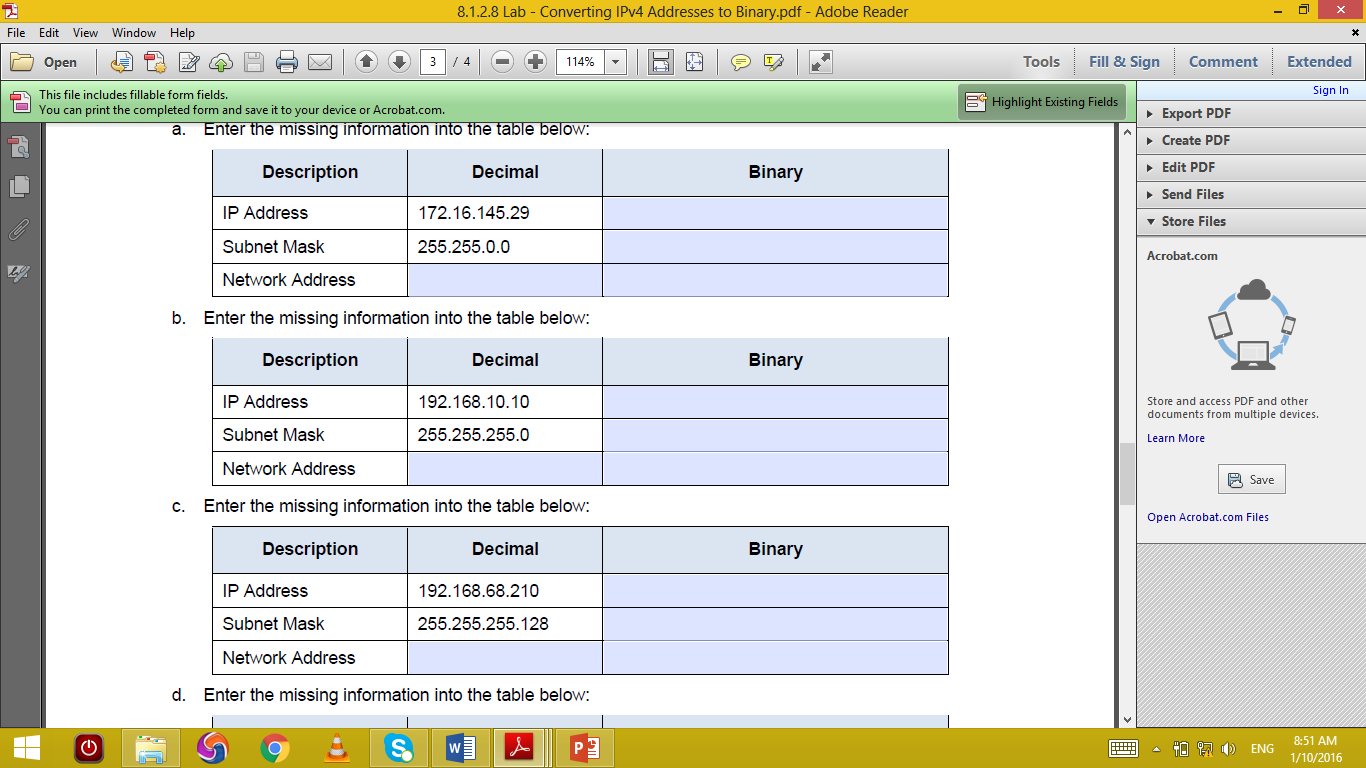 8.1.2.8 Lab - Converting IPv4 Addresses to Binary.pdf - Adobe Reader
File Edit View Window Help
Open 3 / 4 114% Tools Fill & Sign Comment Extended
This file includes fillable form fields.
You can print the completed form and save it to your device or Acrobat.com.
Highlight Existing Fields
Sign In
Export PDF
Create PDF
Edit PDF
Send Files
Store Files
Acrobat.com
Store and access PDF and other
documents from multiple devices.
Learn More
Save
Open Acrobat.com Files
a. Enter the missing information into the table below:
Description Decimal Binary
IP Address 172.16.145.29
Subnet Mask 255.255.0.0
Network Address
b. Enter the missing information into the table below:
Description Decimal Binary
IP Address 192.168.10.10
Subnet Mask 255.255.255.0
Network Address
c. Enter the missing information into the table below:
Description Decimal Binary
IP Address 192.168.68.210
Subnet Mask 255.255.255.128
Network Address
d. Enter the missing information into the table below:
ENG
8:51 AM
1/10/2016